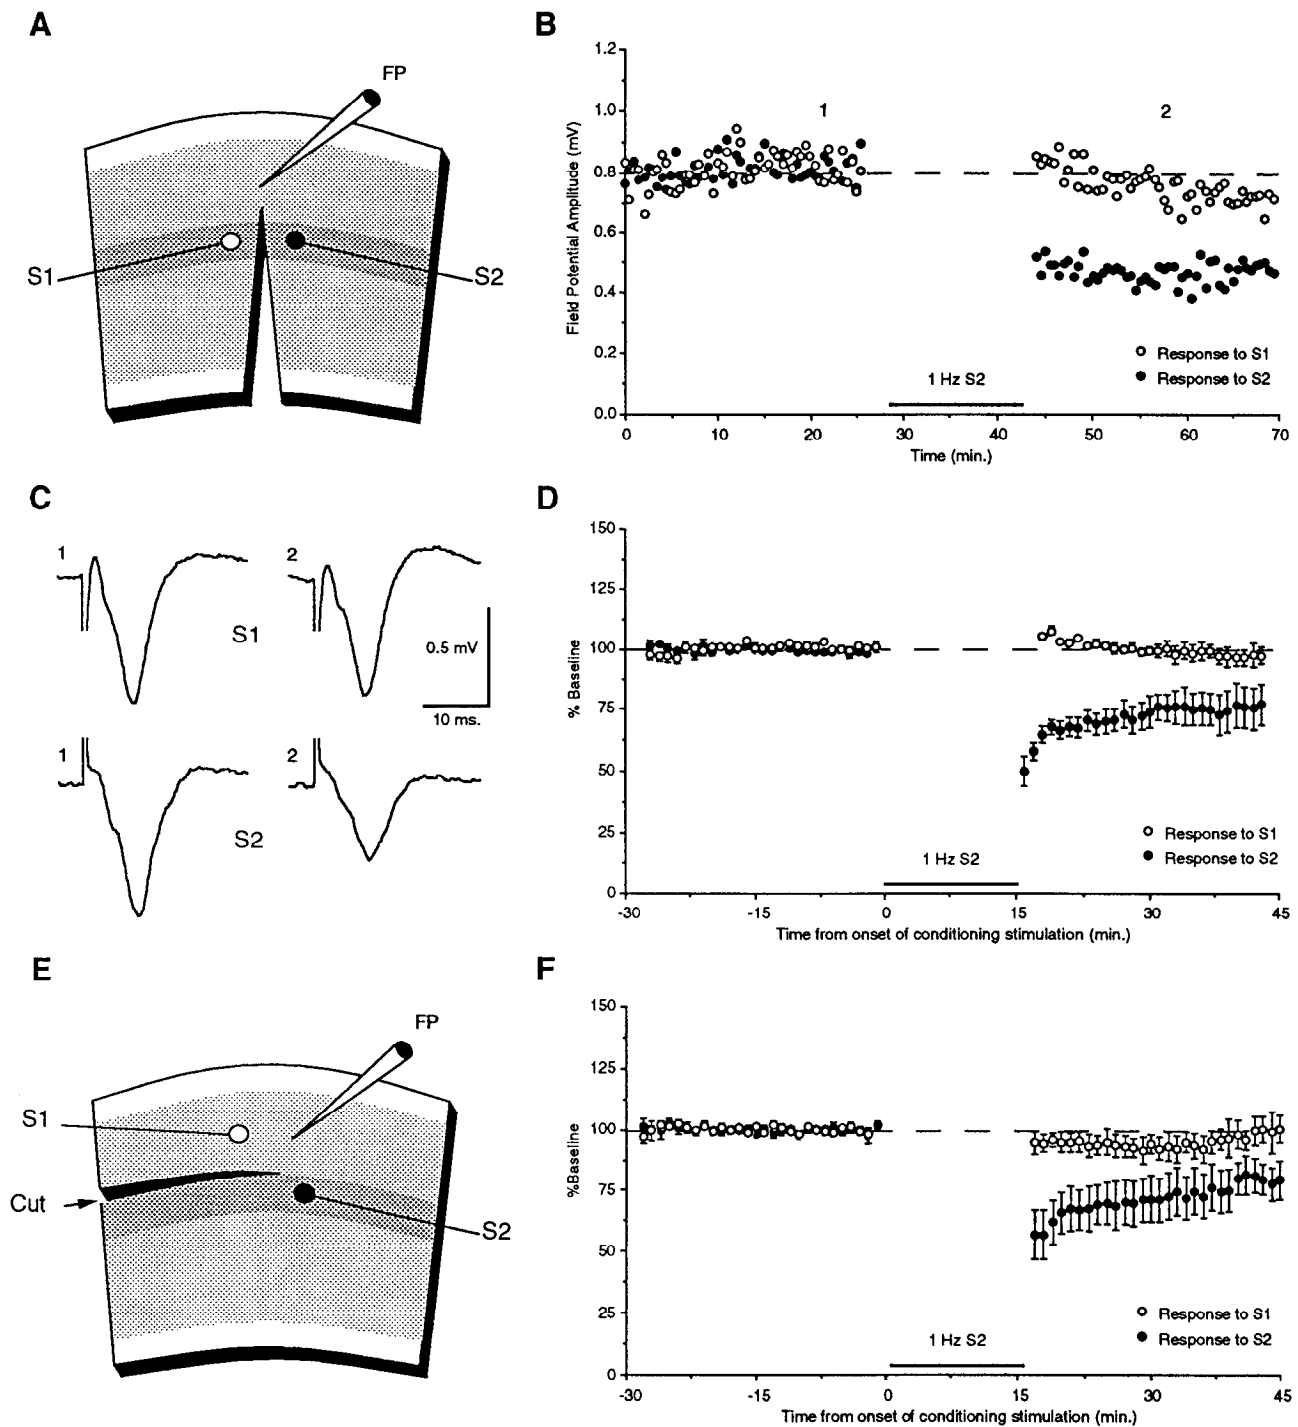 A
FP
S1
S2
B
1.2
1.0
0.8
0.6
0.4
0.2
0.0
Field Potential Amplitude (mV)
1
2
Response to S1
Response to S2
1 Hz S2
0
10
20
30
40
50
60
70
Time (min.)
C
1
2
S1
0.5 mV
10 ms.
1
2
S2
D
150
125
100
75
50
25
0
% Baseline
Response to S1
Response to S2
1 Hz S2
-30
-15
0
15
30
45
Time from onset of conditioning stimulation (min.)
E
FP
S1
Cut
S2
F
150
125
100
75
50
25
0
%Baseline
Response to S1
Response to S2
1 Hz S2
-30
-15
0
15
30
45
Time from onset of conditioning stimulation (min.)